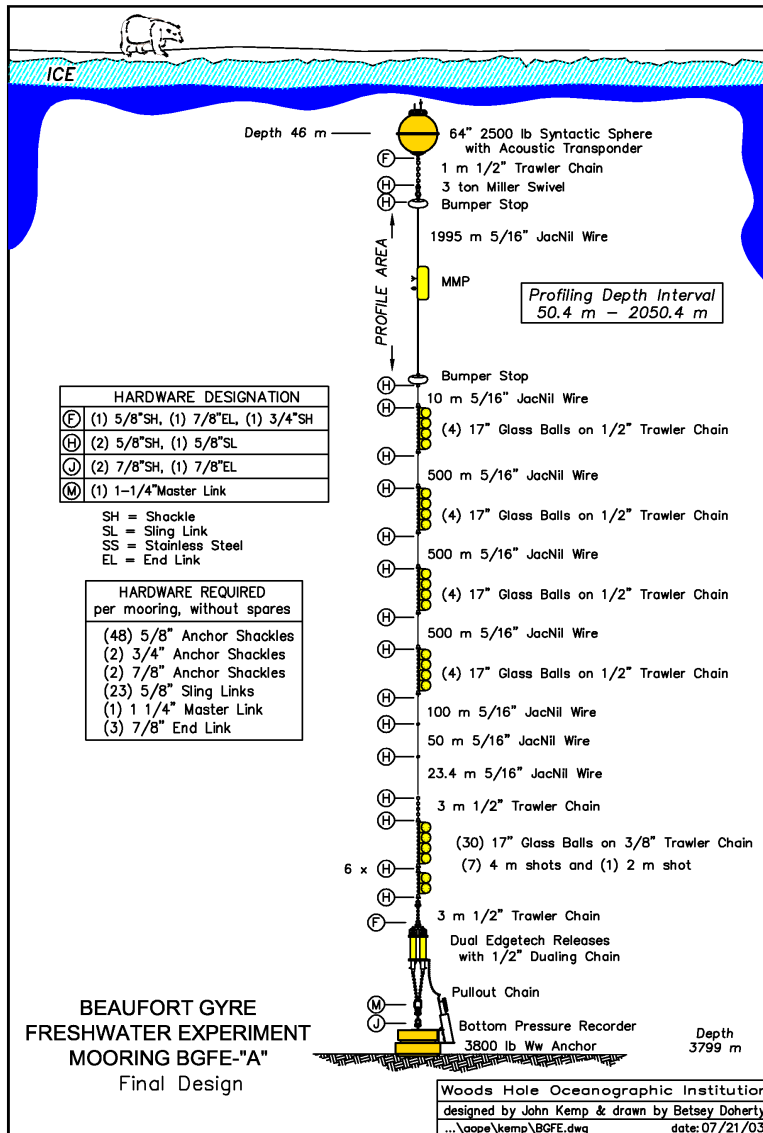 ICE
Depth 46 m
64" 2500 lb Syntactic Sphere
with Acoustic Transponder
F
1 m 1/2" Trawler Chain
H
3 ton Miller Swivel
H
Bumper Stop
1995 m 5/16" JacNil Wire
PROFILE AREA
MMP
Profiling Depth Interval
50.4 m - 2050.4 m
Bumper Stop
H
10 m 5/16" JacNil Wire
H
(4) 17" Glass Balls on 1/2" Trawler Chain
H
500 m 5/16" JacNil Wire
H
(4) 17" Glass Balls on 1/2" Trawler Chain
H
500 m 5/16" JacNil Wire
H
(4) 17" Glass Balls on 1/2" Trawler Chain
H
500 m 5/16" JacNil Wire
H
(4) 17" Glass Balls on 1/2" Trawler Chain
H
100 m 5/16" JacNil Wire
H
50 m 5/16" JacNil Wire
H
23.4 m 5/16" JacNil Wire
H
3 m 1/2" Trawler Chain
H
(30) 17" Glass Balls on 3/8" Trawler Chain
6 x H
(7) 4 m shots and (1) 2 m shot
H
3 m 1/2" Trawler Chain
F
Dual Edgetech Releases
with 1/2" Dualing Chain
Pullout Chain
M
J
Bottom Pressure Recorder
3800 lb Ww Anchor
Depth
3799 m
HARDWARE DESIGNATION
F (1) 5/8"SH, (1) 7/8"EL, (1) 3/4"SH
H (2) 5/8"SH, (1) 5/8"SL
J (2) 7/8"SH, (1) 7/8"EL
M (1) 1-1/4"Master Link
SH = Shackle
SL = Sling Link
SS = Stainless Steel
EL = End Link
HARDWARE REQUIRED
per mooring, without spares
(48) 5/8" Anchor Shackles
(2) 3/4" Anchor Shackles
(2) 7/8" Anchor Shackles
(23) 5/8" Sling Links
(1) 1 1/4" Master Link
(3) 7/8" End Link
BEAUFORT GYRE
FRESHWATER EXPERIMENT
MOORING BGFE-"A"
Final Design
Woods Hole Oceanographic Institution
designed by John Kemp & drawn by Betsey Doherty
...\aope\kemp\BGFE.dwg date: 07/21/03